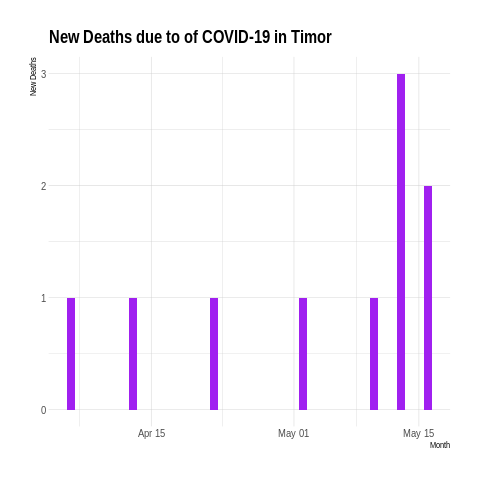 New Deaths due to of COVID-19 in Timor
New Deaths
3
2
1
0
Apr 15
May 01
May 15
Month